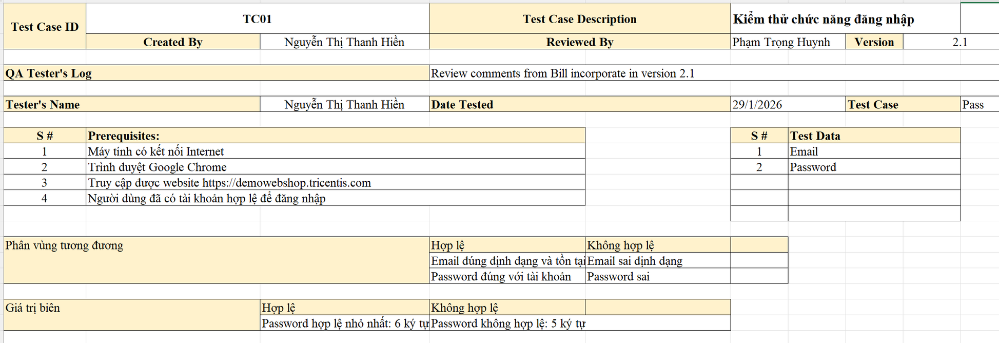 Test Case ID TC01 Test Case Description Kiểm thử chức năng đăng nhập
Created By Nguyễn Thị Thanh Hiền Reviewed By Phạm Trọng Huynh Version 2.1
QA Tester's Log Review comments from Bill incorporate in version 2.1
Tester's Name Nguyễn Thị Thanh Hiền Date Tested 29/1/2026 Test Case Pass
S # Prerequisites: S # Test Data
1 Máy tính có kết nối Internet 1 Email
2 Trình duyệt Google Chrome 2 Password
3 Truy cập được website https://demowebshop.tricentis.com
4 Người dùng đã có tài khoản hợp lệ để đăng nhập
Phân vùng tương đương Hợp lệ Không hợp lệ
Email đúng định dạng và tồn tại Email sai định dạng
Password đúng với tài khoản Password sai
Giá trị biên Hợp lệ Không hợp lệ
Password hợp lệ nhỏ nhất: 6 ký tự Password không hợp lệ: 5 ký tự